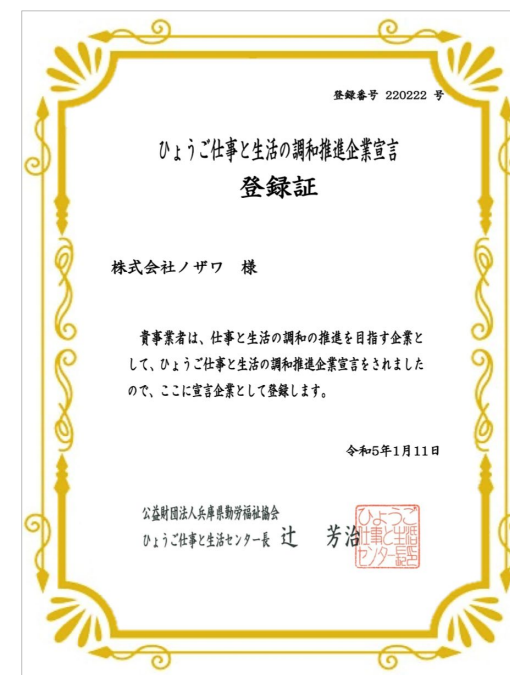 登録番号 220222 号
ひょうご仕事と生活の調和推進企業宣言
登録証
株式会社ノザワ 様
貴事業者は、仕事と生活の調和の推進を目指す企業と
して、ひょうご仕事と生活の調和推進企業宣言をされました
ので、ここに宣言企業として登録します。
令和5年1月11日
公益財団法人兵庫県勤労福祉協会
ひょうご仕事と生活センター長 辻 芳治
ひょうご
仕事と生活
センター長印